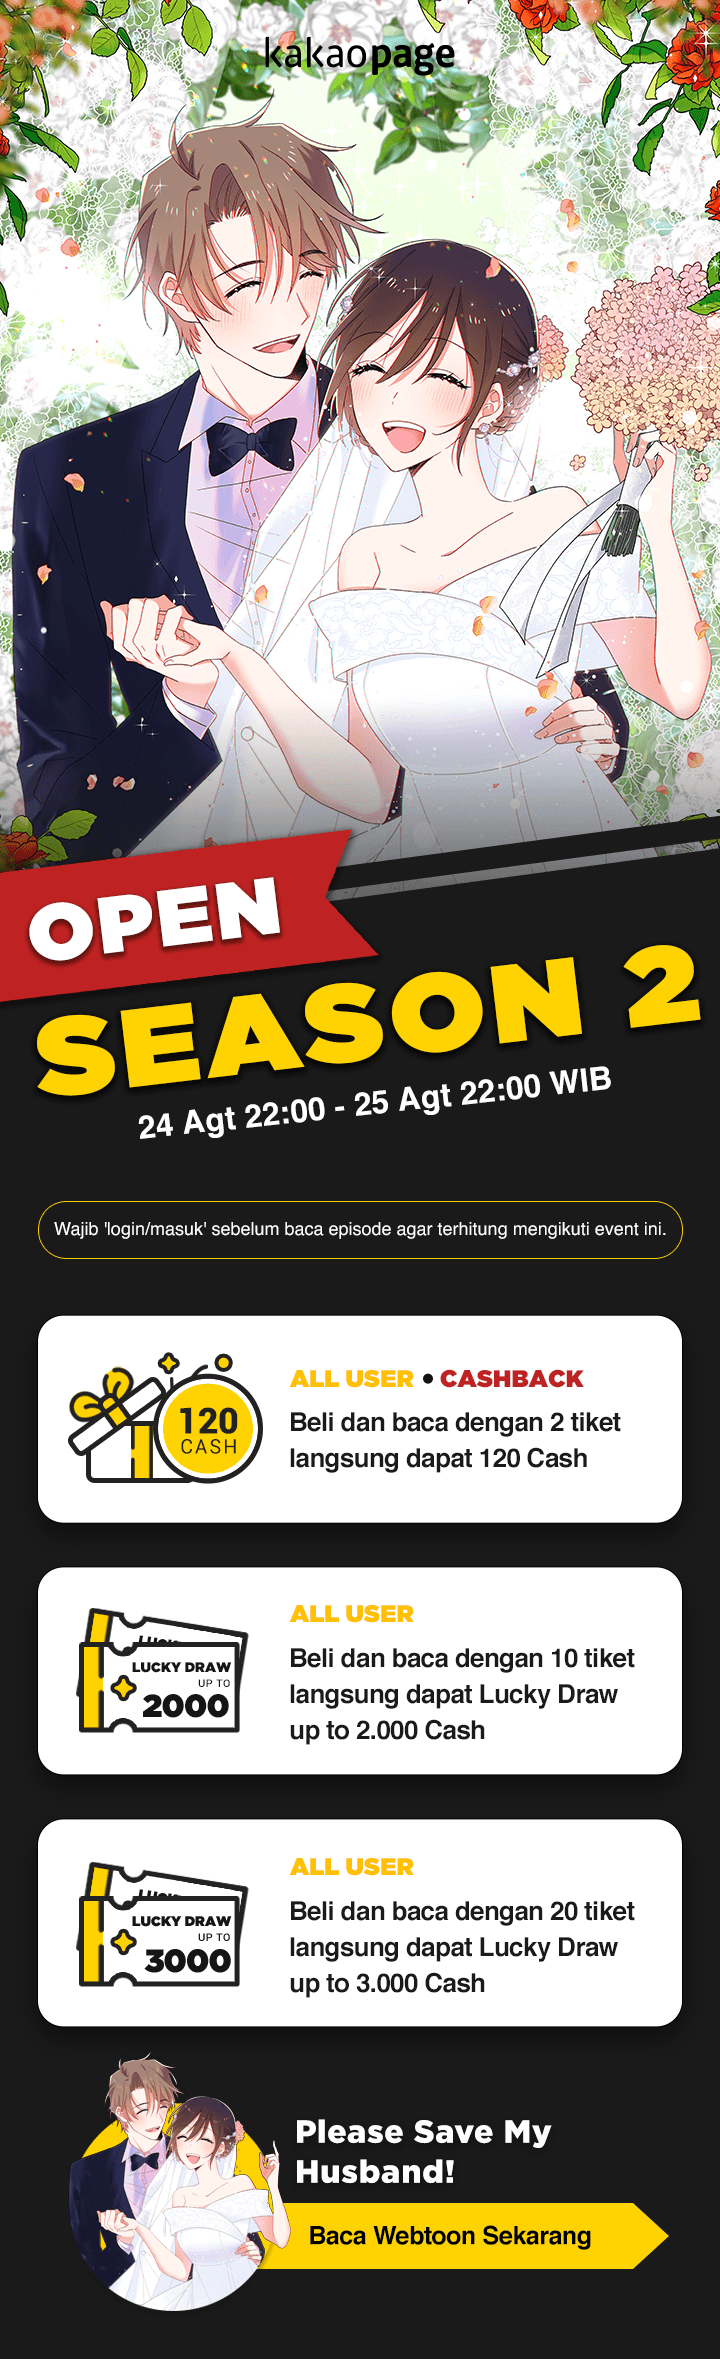 kakaopage
OPEN
SEASON 2
24 Agt 22:00 - 25 Agt 22:00 WIB
Wajib 'login/masuk' sebelum baca episode agar terhitung mengikuti event ini.
120
CASH
ALL USER • CASHBACK
Beli dan baca dengan 2 tiket
langsung dapat 120 Cash
LUCKY DRAW
UP TO
2000
ALL USER
Beli dan baca dengan 10 tiket
langsung dapat Lucky Draw
up to 2.000 Cash
LUCKY DRAW
UP TO
3000
ALL USER
Beli dan baca dengan 20 tiket
langsung dapat Lucky Draw
up to 3.000 Cash
Please Save My
Husband!
Baca Webtoon Sekarang